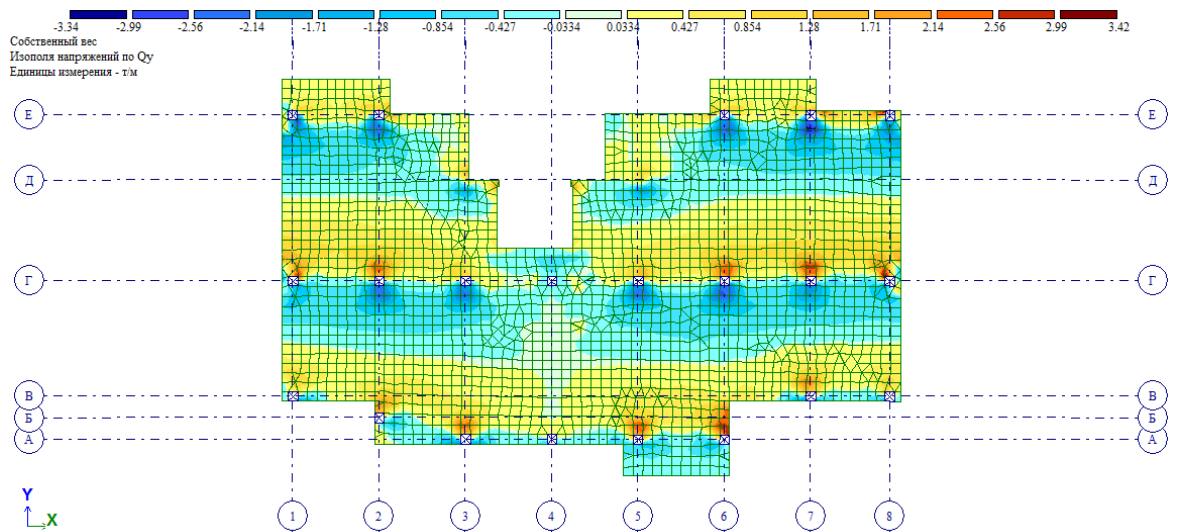 -3.34 -2.99 -2.56 -2.14 -1.71 -1.28 -0.854 -0.427 -0.0334 0.0334 0.427 0.854 1.28 1.71 2.14 2.56 2.99 3.42
Собственный вес
Изополя напряжений по Qy
Единицы измерения - т/м
Е Е
Д Д
Г Г
В В
Б Б
А А
Y
X
1 2 3 4 5 6 7 8